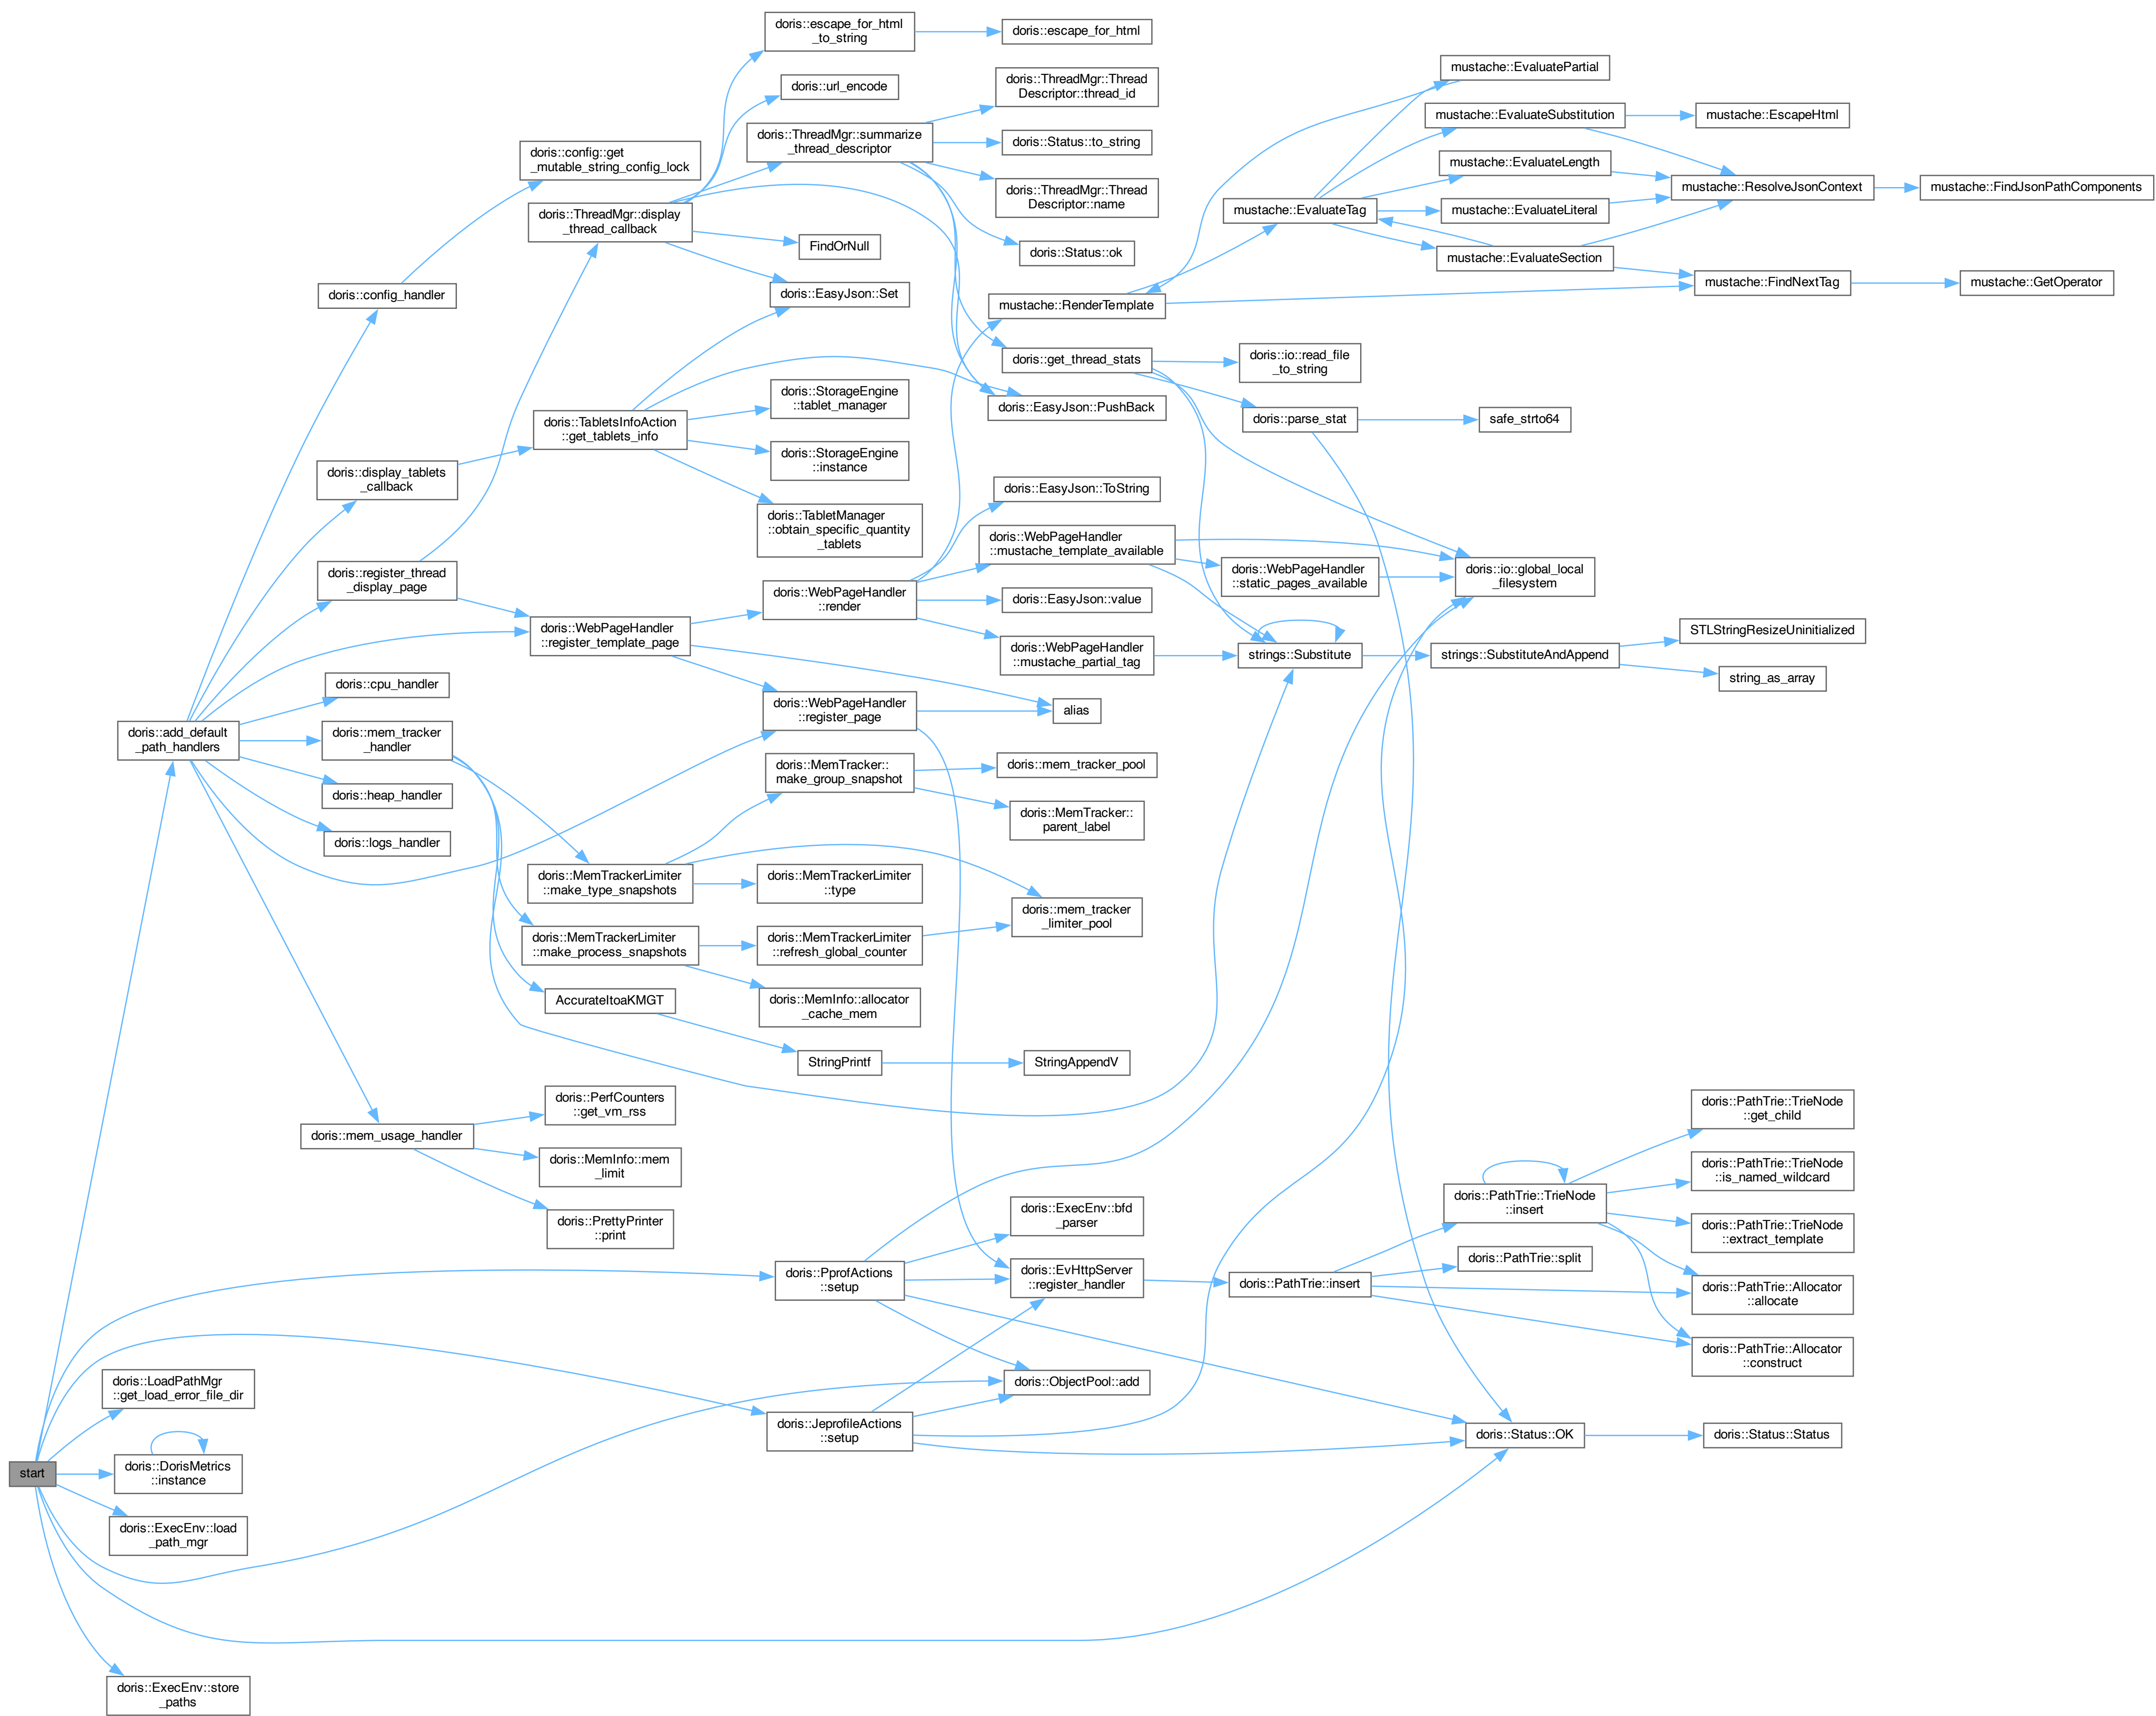 doris::escape_for_html
_to_string
doris::escape_for_html
mustache::EvaluatePartial
doris::url_encode
doris::ThreadMgr::Thread
Descriptor::thread_id
mustache::EvaluateSubstitution
mustache::EscapeHtml
doris::ThreadMgr::summarize
_thread_descriptor
doris::Status::to_string
doris::config::get
_mutable_string_config_lock
mustache::EvaluateLength
doris::ThreadMgr::Thread
Descriptor::name
mustache::ResolveJsonContext
mustache::FindJsonPathComponents
doris::ThreadMgr::display
_thread_callback
mustache::EvaluateTag
mustache::EvaluateLiteral
FindOrNull
doris::Status::ok
mustache::EvaluateSection
doris::config_handler
doris::EasyJson::Set
mustache::FindNextTag
mustache::GetOperator
mustache::RenderTemplate
doris::get_thread_stats
doris::io::read_file
_to_string
doris::StorageEngine
::tablet_manager
doris::EasyJson::PushBack
doris::parse_stat
safe_strto64
doris::TabletsInfoAction
::get_tablets_info
doris::StorageEngine
::instance
doris::display_tablets
_callback
doris::EasyJson::ToString
doris::TabletManager
::obtain_specific_quantity
_tablets
doris::WebPageHandler
::mustache_template_available
doris::WebPageHandler
::static_pages_available
doris::io::global_local
_filesystem
doris::register_thread
_display_page
doris::WebPageHandler
::render
doris::EasyJson::value
doris::WebPageHandler
::register_template_page
doris::WebPageHandler
::mustache_partial_tag
strings::Substitute
strings::SubstituteAndAppend
STLStringResizeUninitialized
string_as_array
doris::cpu_handler
doris::WebPageHandler
::register_page
alias
doris::add_default
_path_handlers
doris::mem_tracker
_handler
doris::MemTracker::
make_group_snapshot
doris::mem_tracker_pool
doris::heap_handler
doris::MemTracker::
parent_label
doris::logs_handler
doris::MemTrackerLimiter
::make_type_snapshots
doris::MemTrackerLimiter
::type
doris::mem_tracker
_limiter_pool
doris::MemTrackerLimiter
::make_process_snapshots
doris::MemTrackerLimiter
::refresh_global_counter
AccurateItoaKMGT
doris::MemInfo::allocator
_cache_mem
StringPrintf
StringAppendV
doris::PerfCounters
::get_vm_rss
doris::mem_usage_handler
doris::MemInfo::mem
_limit
doris::PrettyPrinter
::print
doris::PathTrie::TrieNode
::get_child
doris::PathTrie::TrieNode
::is_named_wildcard
doris::PathTrie::TrieNode
::insert
doris::PathTrie::TrieNode
::extract_template
doris::ExecEnv::bfd
_parser
doris::PathTrie::split
doris::PprofActions
::setup
doris::EvHttpServer
::register_handler
doris::PathTrie::insert
doris::PathTrie::Allocator
::allocate
doris::PathTrie::Allocator
::construct
doris::LoadPathMgr
::get_load_error_file_dir
doris::ObjectPool::add
doris::JeprofileActions
::setup
doris::Status::OK
doris::Status::Status
start
doris::DorisMetrics
::instance
doris::ExecEnv::load
_path_mgr
doris::ExecEnv::store
_paths